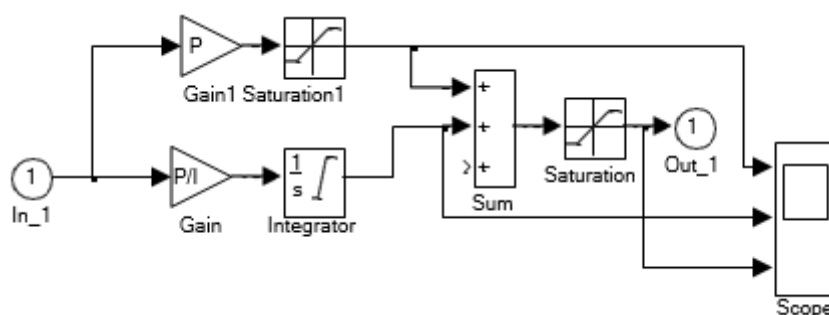 P
Gain1 Saturation1
+
+
+
Sum
Saturation
1
Out_1
1
In_1
P/I
Gain
1
s
Integrator
Scope